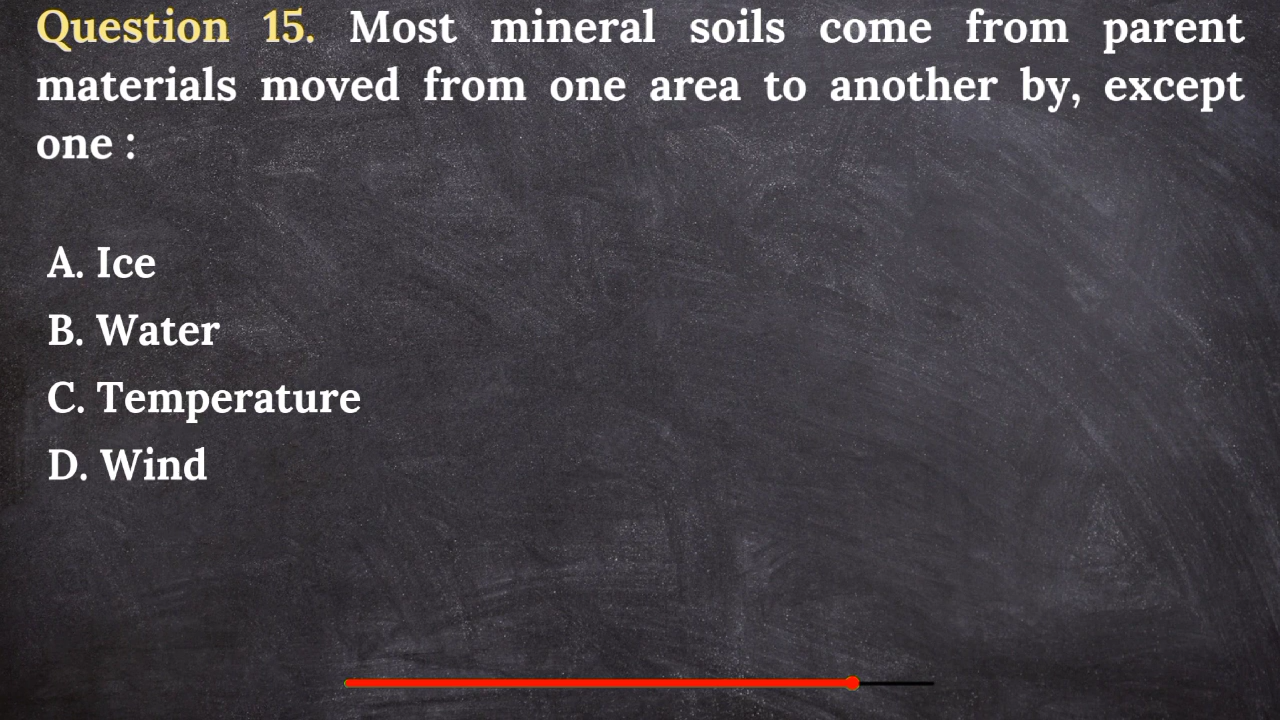 Question 15. Most mineral soils come from parent
materials moved from one area to another by, except
one :
A. Ice
B. Water
C. Temperature
D. Wind